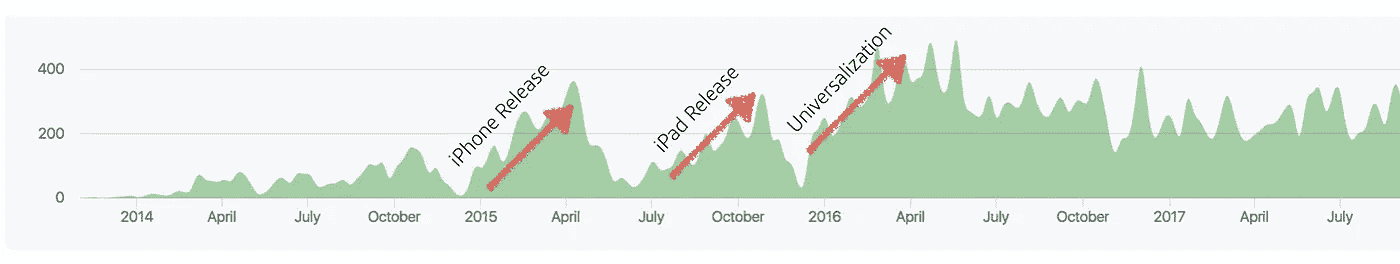 400
200
0
iPhone Release
iPad Release
Universalization
2014 April July October 2015 April July October 2016 April July October 2017 April July